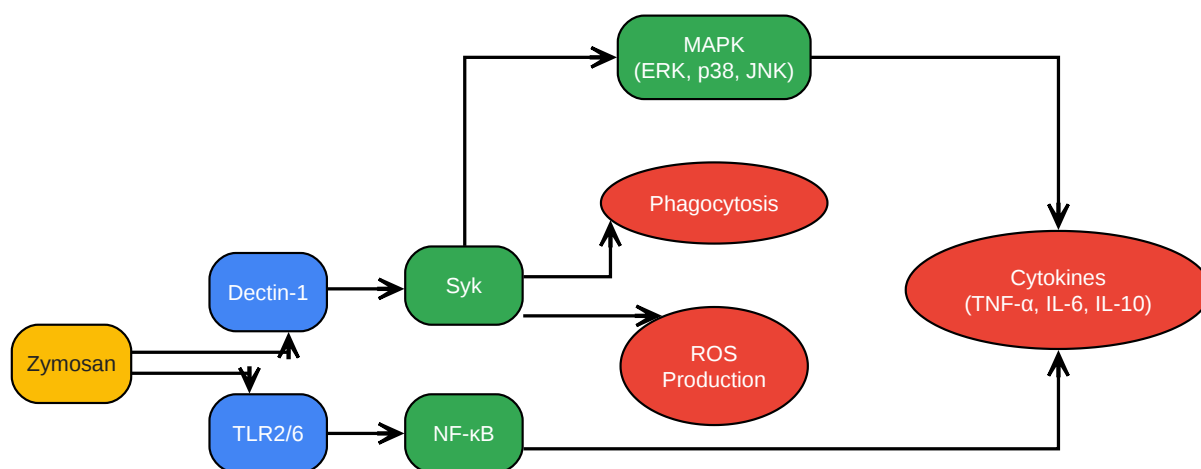 MAPK
(ERK, p38, JNK)
Phagocytosis
Syk
Dectin-1
Cytokines
(TNF-α, IL-6, IL-10)
Zymosan
ROS
Production
TLR2/6
NF-κB